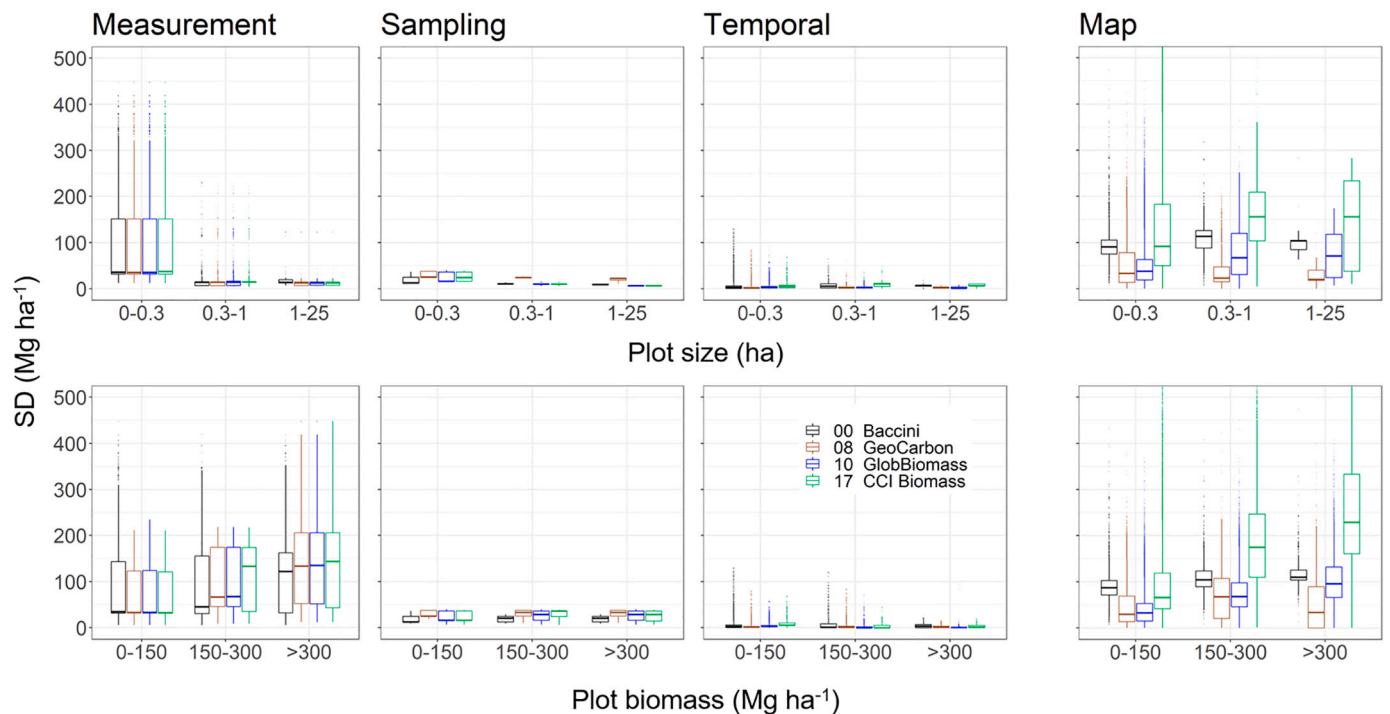 Measurement Sampling Temporal Map
500
400
300
200
100
0
0-0.3 0.3-1 1-25 0-0.3 0.3-1 1-25 0-0.3 0.3-1 1-25 0-0.3 0.3-1 1-25
Plot size (ha)
SD (Mg ha⁻¹)
500
400
300
200
100
0
00 Baccini
08 GeoCarbon
10 GlobBiomass
17 CCI Biomass
0-150 150-300 >300 0-150 150-300 >300 0-150 150-300 >300 0-150 150-300 >300
Plot biomass (Mg ha⁻¹)